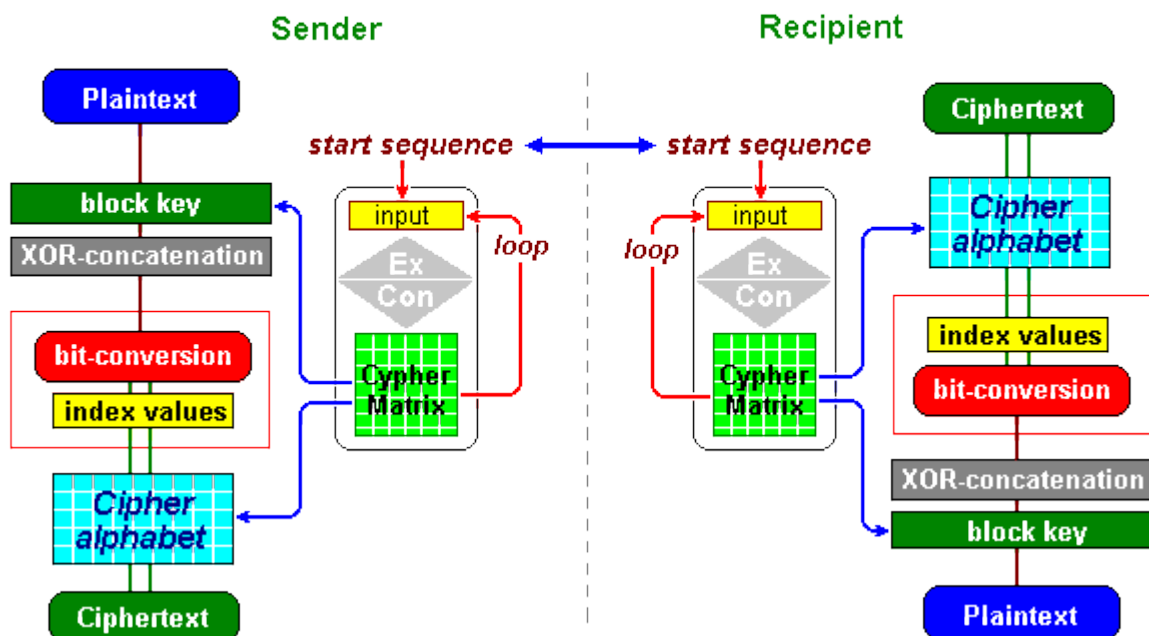 Sender
Plaintext
start sequence
block key
input
XOR-concatenation
loop
Ex
Con
bit-conversion
Cypher
Matrix
index values
Cipher
alphabet
Ciphertext
Recipient
Ciphertext
start sequence
input
Cipher
alphabet
loop
Ex
Con
index values
Cypher
Matrix
bit-conversion
XOR-concatenation
block key
Plaintext